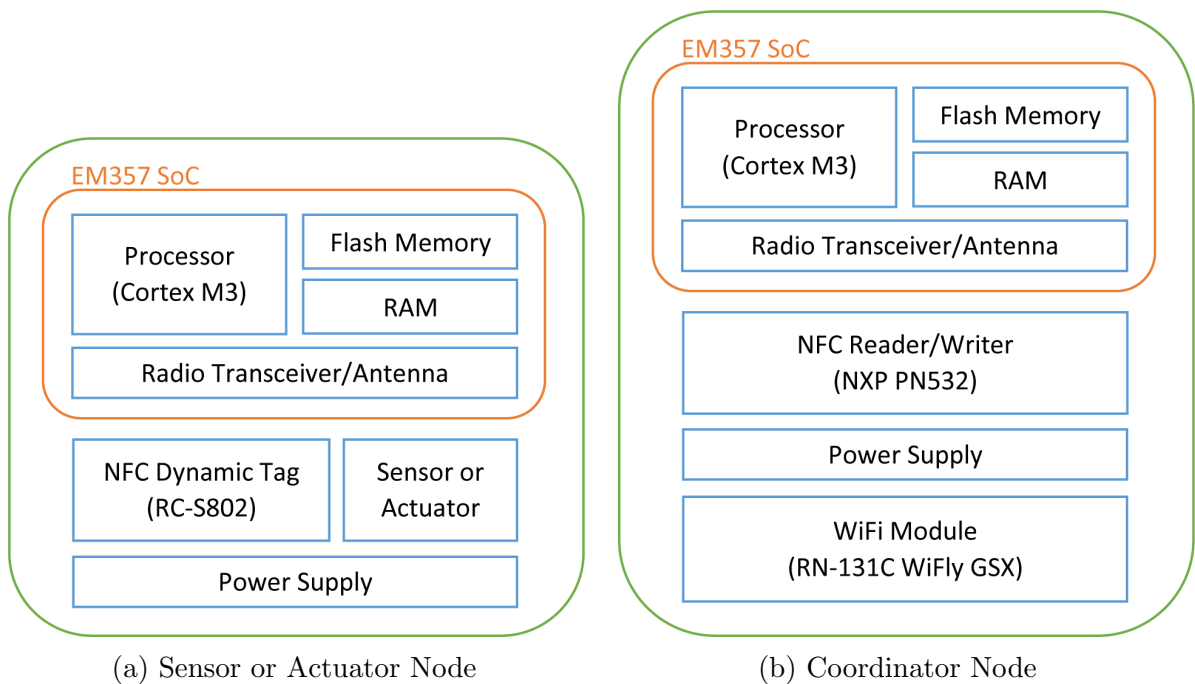 EM357 SoC
Processor
(Cortex M3)
Flash Memory
RAM
Radio Transceiver/Antenna
NFC Dynamic Tag
(RC-S802)
Sensor or
Actuator
Power Supply
(a) Sensor or Actuator Node
EM357 SoC
Processor
(Cortex M3)
Flash Memory
RAM
Radio Transceiver/Antenna
NFC Reader/Writer
(NXP PN532)
Power Supply
WiFi Module
(RN-131C WiFly GSX)
(b) Coordinator Node